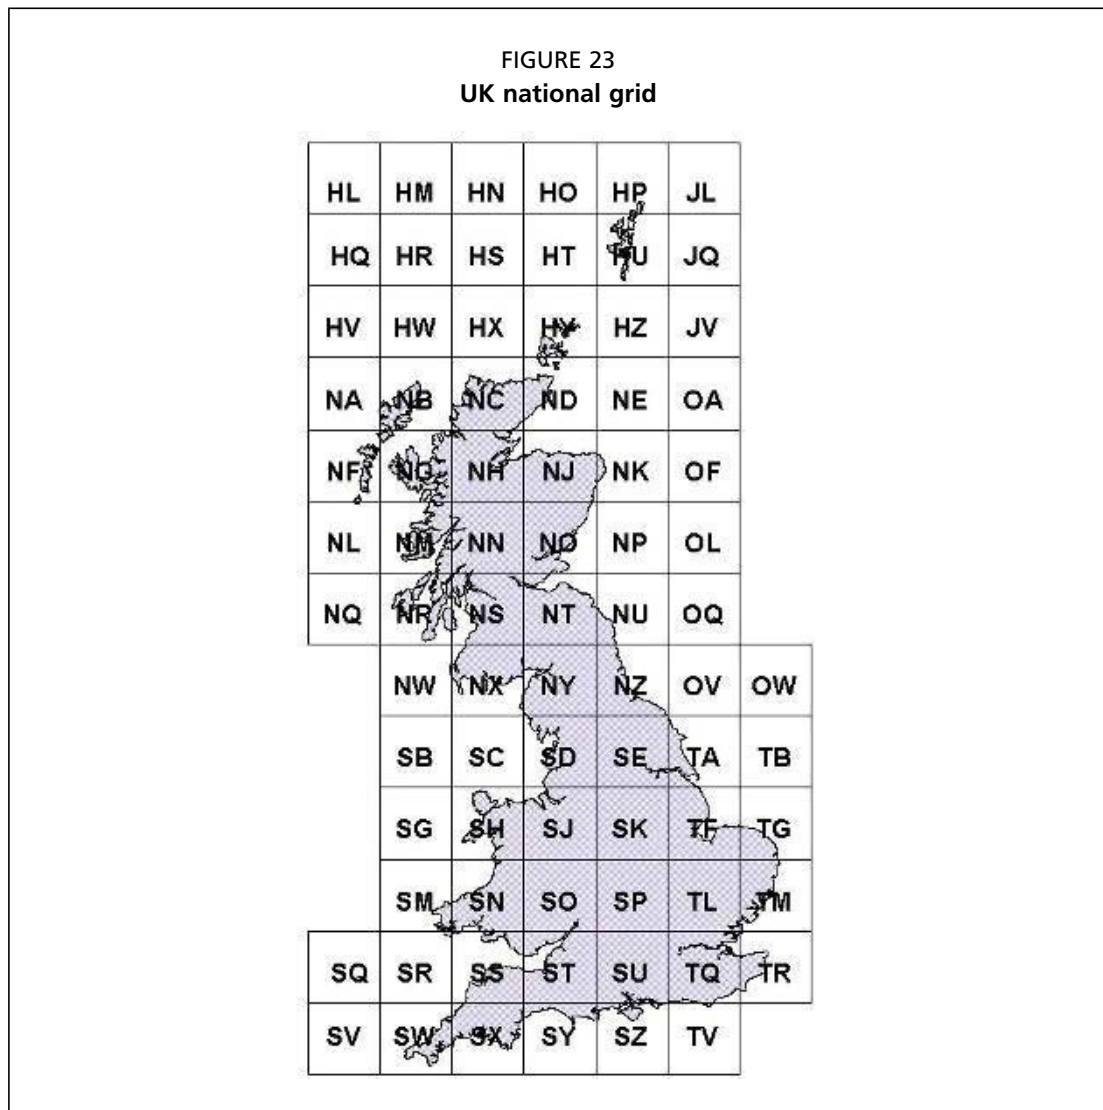 FIGURE 23
UK national grid
HL HM HN HO HP JL
HQ HR HS HT HU JQ
HV HW HX HY HZ JV
NA NB NC ND NE OA
NF NG NH NJ NK OF
NL NM NN NO NP OL
NQ NR NS NT NU OQ
NW NX NY NZ OV OW
SB SC SD SE TA TB
SG SH SJ SK TF TG
SM SN SO SP TL TM
SQ SR SS ST SU TQ TR
SV SW SX SY SZ TV